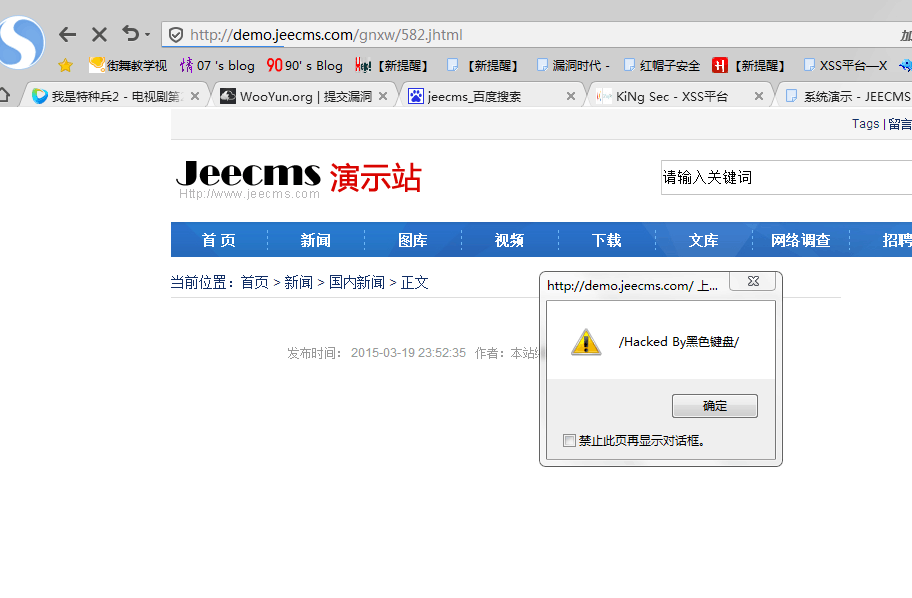 http://demo.jeecms.com/gnxw/582.jhtml
街舞教学视 07 's blog 90' s Blog 【新提醒】 【新提醒】 漏洞时代 - 红帽子安全 【新提醒】 XSS平台—X
我是特种兵2 - 电视剧第 WooYun.org | 提交漏洞 jeecms_百度搜索 KiNg Sec - XSS平台 系统演示 - JEECMS
Tags | 留言
Jeecms 演示站
Http://www.jeecms.com
请输入关键词
首 页 新闻 图库 视频 下载 文库 网络调查 招聘
当前位置：首页 > 新闻 > 国内新闻 > 正文
http://demo.jeecms.com/ 上...
/Hacked By黑色键盘/
发布时间： 2015-03-19 23:52:35 作者：本站
确定
禁止此页再显示对话框。